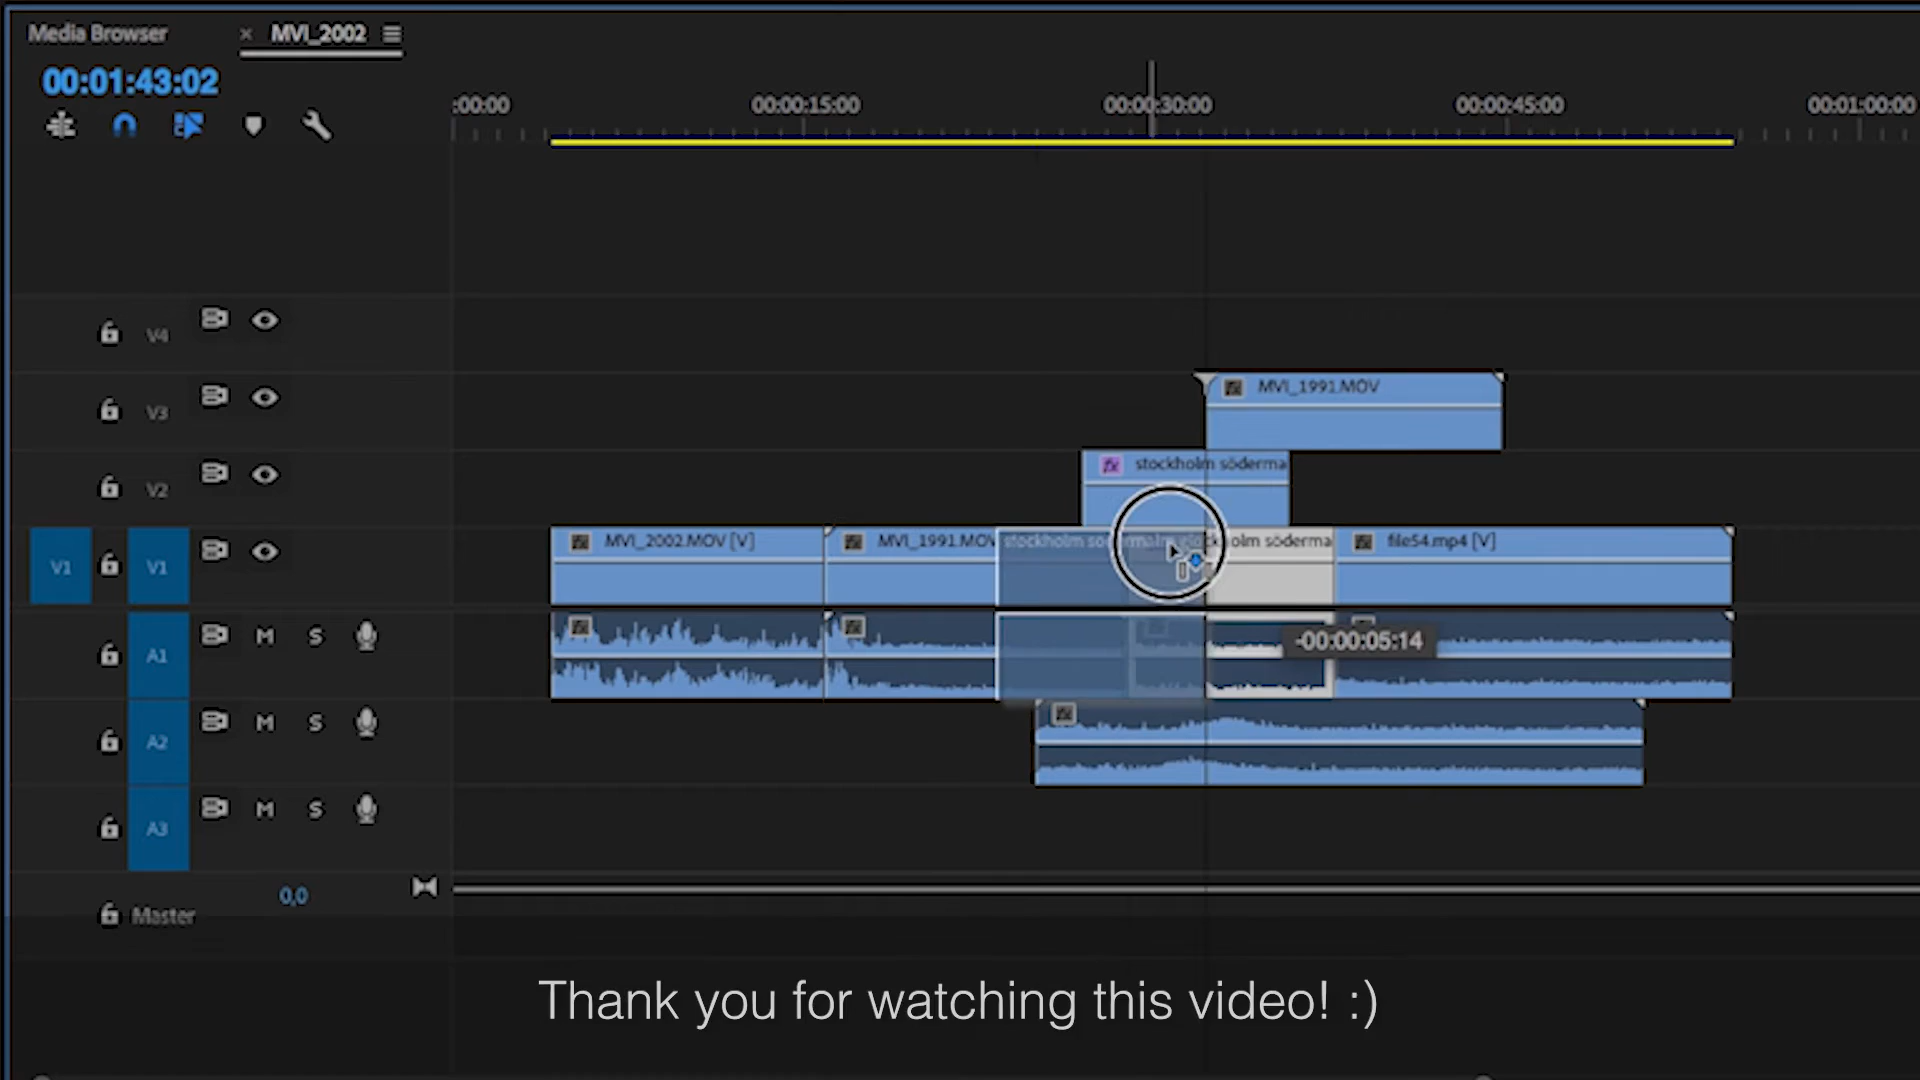 Media Browser
× MVI_2002
00:01:43:02
:00:00
00:00:15:00
00:00:30:00
00:00:45:00
00:01:00:00
V4
V3
MVI_1991.MOV
V2
fx stockholm söderma
V1 V1
MVI_2002.MOV [V]
MVI_1991.MOV
stockholm
olm söderma
file54.mp4 [V]
A1 M S
-00:00:05:14
A2 M S
A3 M S
0,0
Master
Thank you for watching this video! :)